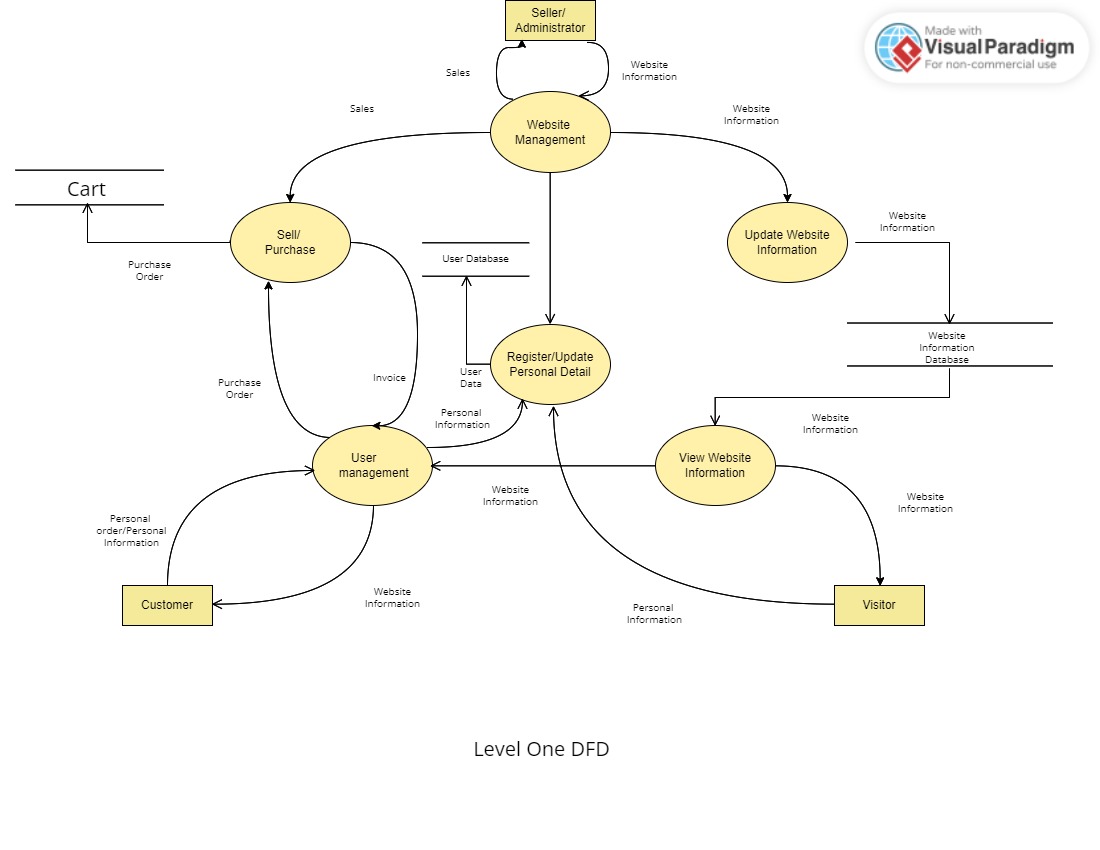 Seller/
Administrator
Made with
Visual Paradigm
For non-commercial use
Sales
Website
Information
Sales
Website
Information
Website
Management
Cart
Sell/
Purchase
Update Website
Information
Website
Information
Purchase
Order
User Database
Website
Information
Database
Register/Update
Personal Detail
User
Data
Invoice
Purchase
Order
Personal
Information
Website
Information
User
management
View Website
Information
Website
Information
Website
Information
Personal
order/Personal
Information
Website
Information
Customer
Personal
Information
Visitor
Level One DFD